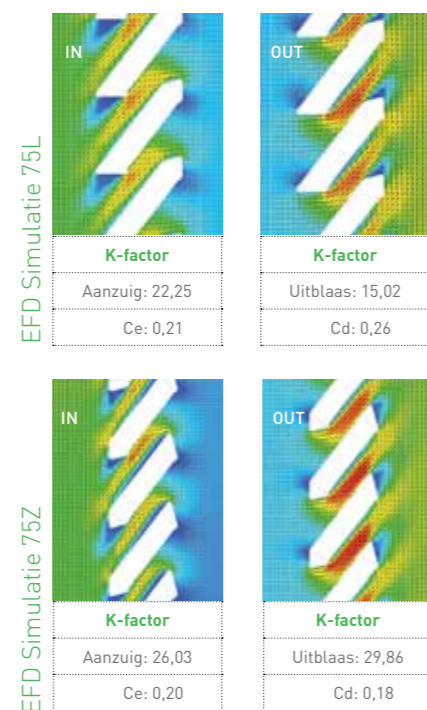 EFD Simulatie 75L
IN
OUT
K-factor
Aanzuig: 22,25
Ce: 0,21
K-factor
Uitblaas: 15,02
Cd: 0,26
EFD Simulatie 75Z
IN
OUT
K-factor
Aanzuig: 26,03
Ce: 0,20
K-factor
Uitblaas: 29,86
Cd: 0,18